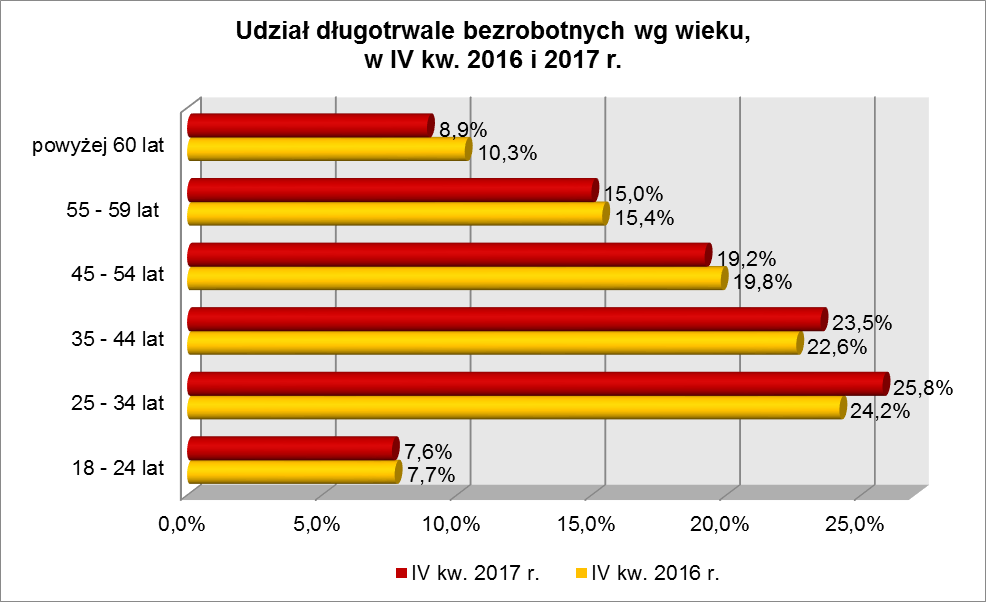 Udział długotrwale bezrobotnych wg wieku,
w IV kw. 2016 i 2017 r.
powyżej 60 lat
8,9%
10,3%
55 - 59 lat
15,0%
15,4%
45 - 54 lat
19,2%
19,8%
35 - 44 lat
23,5%
22,6%
25 - 34 lat
25,8%
24,2%
18 - 24 lat
7,6%
7,7%
0,0% 5,0% 10,0% 15,0% 20,0% 25,0%
IV kw. 2017 r. IV kw. 2016 r.